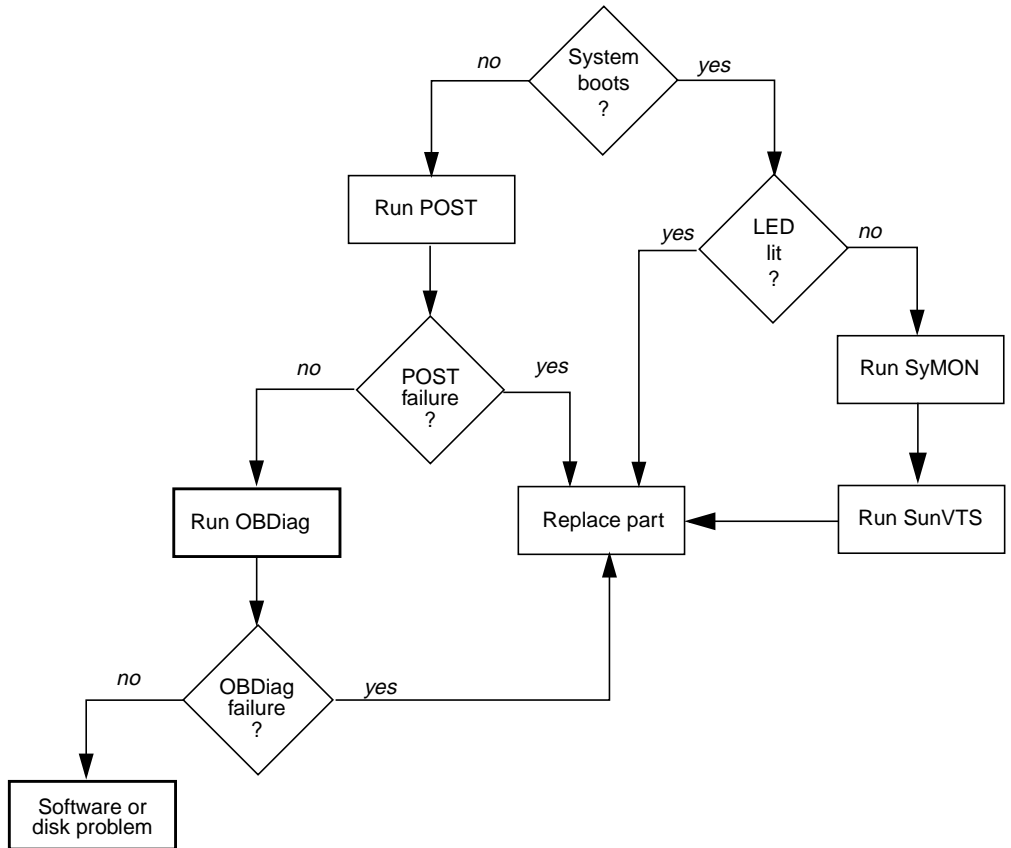 System
boots
?
no
yes
Run POST
LED
lit
?
yes
no
Run SyMON
POST
failure
?
no
yes
Run OBDiag
Replace part
Run SunVTS
OBDiag
failure
?
no
yes
Software or
disk problem